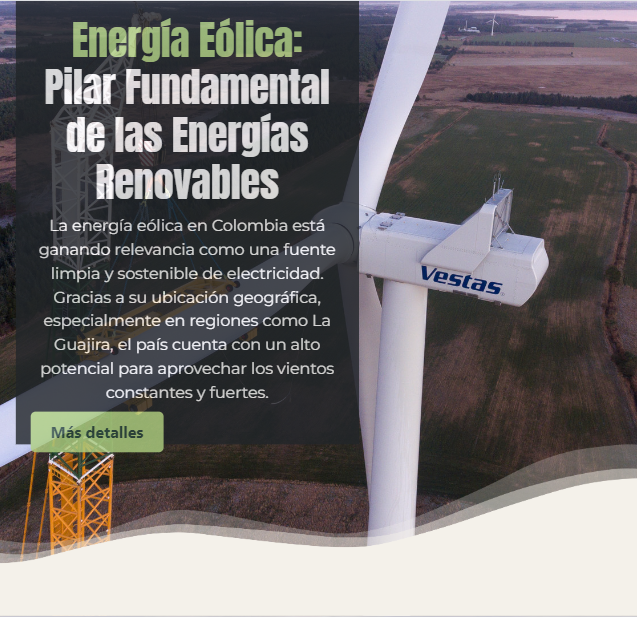 Energía Eólica:
Pilar Fundamental
de las Energías
Renovables
La energía eólica en Colombia está
ganando relevancia como una fuente
limpia y sostenible de electricidad.
Gracias a su ubicación geográfica,
especialmente en regiones como La
Guajira, el país cuenta con un alto
potencial para aprovechar los vientos
constantes y fuertes.
Más detalles
Vestas